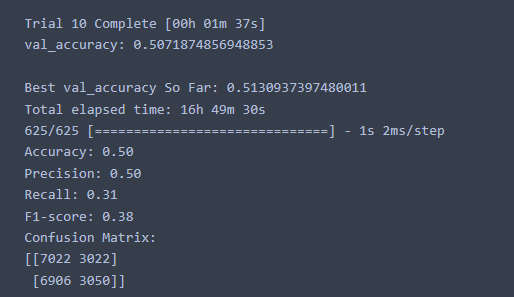 Trial 10 Complete [00h 01m 37s]
val_accuracy: 0.5071874856948853
Best val_accuracy So Far: 0.5130937397480011
Total elapsed time: 16h 49m 30s
625/625 [==============================] - 1s 2ms/step
Accuracy: 0.50
Precision: 0.50
Recall: 0.31
F1-score: 0.38
Confusion Matrix:
[[7022 3022]
 [6906 3050]]